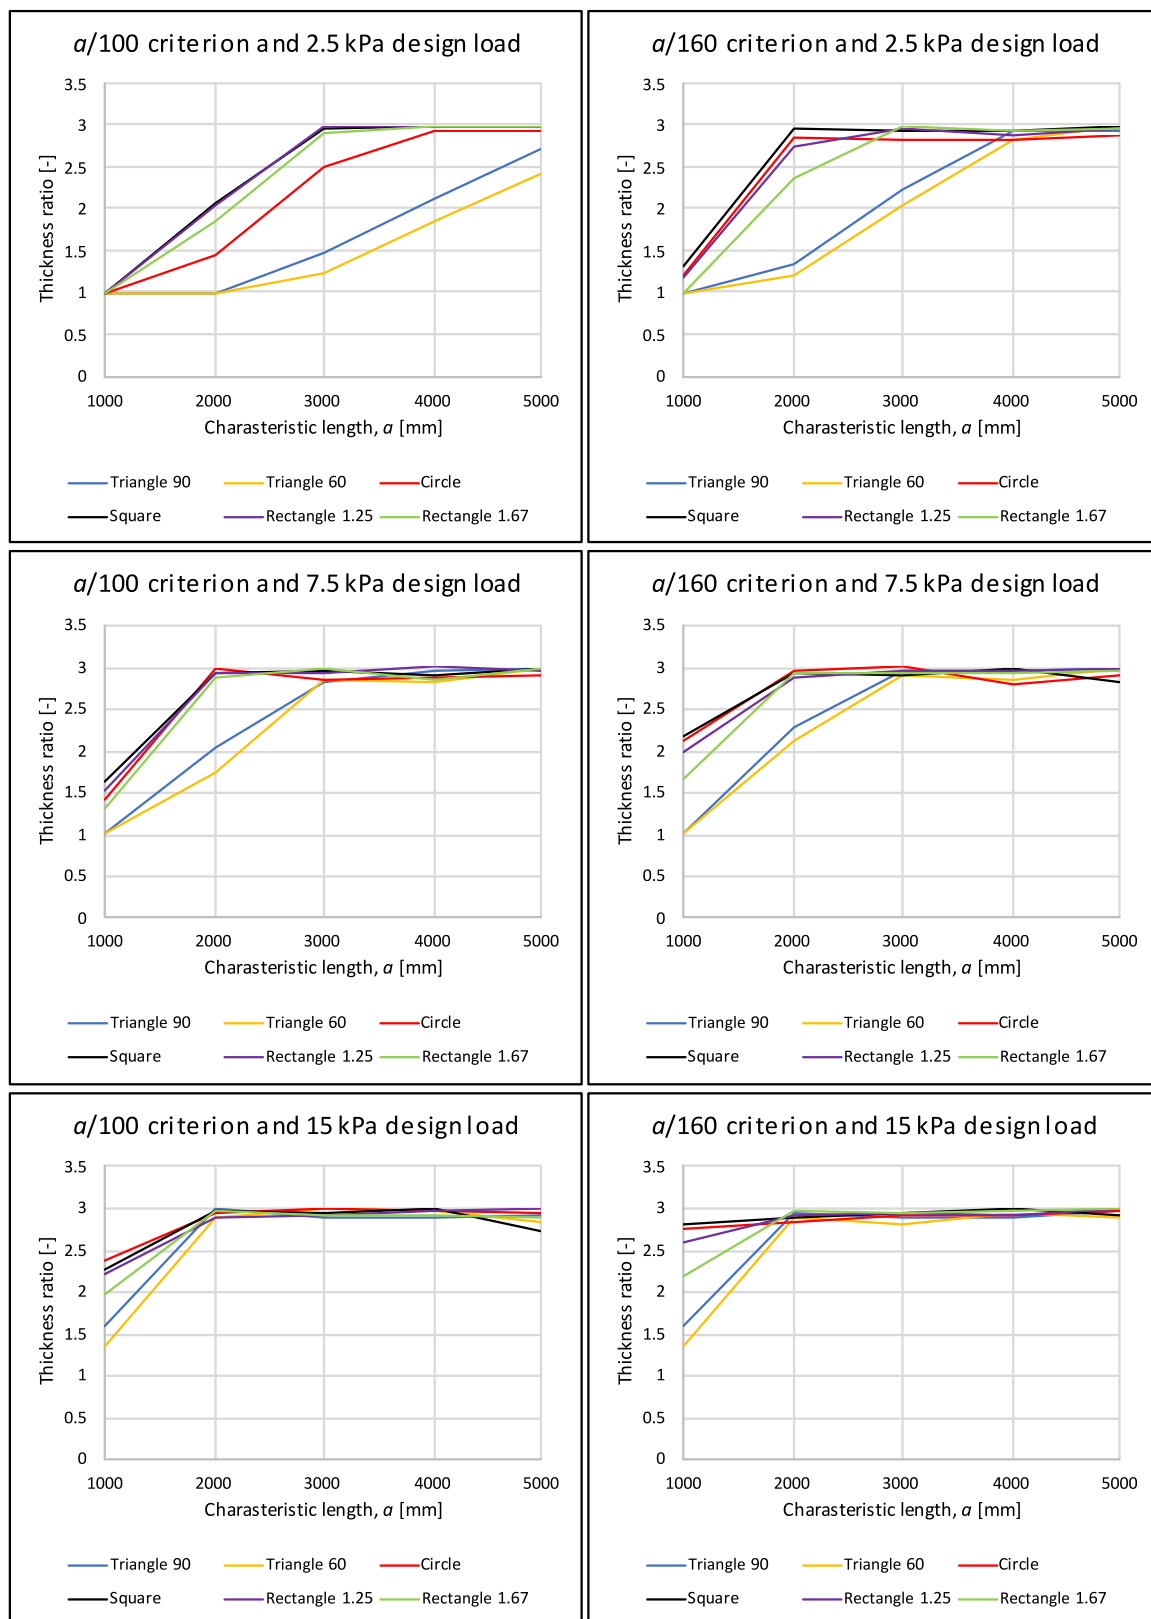 a/100 criterion and 2.5 kPa design load
3.5
3
2.5
2
1.5
1
0.5
0
Thickness ratio [-]
1000 2000 3000 4000 5000
Charasteristic length, a [mm]
Triangle 90 Triangle 60 Circle
Square Rectangle 1.25 Rectangle 1.67
a/160 criterion and 2.5 kPa design load
3.5
3
2.5
2
1.5
1
0.5
0
Thickness ratio [-]
1000 2000 3000 4000 5000
Charasteristic length, a [mm]
Triangle 90 Triangle 60 Circle
Square Rectangle 1.25 Rectangle 1.67
a/100 criterion and 7.5 kPa design load
3.5
3
2.5
2
1.5
1
0.5
0
Thickness ratio [-]
1000 2000 3000 4000 5000
Charasteristic length, a [mm]
Triangle 90 Triangle 60 Circle
Square Rectangle 1.25 Rectangle 1.67
a/160 criterion and 7.5 kPa design load
3.5
3
2.5
2
1.5
1
0.5
0
Thickness ratio [-]
1000 2000 3000 4000 5000
Charasteristic length, a [mm]
Triangle 90 Triangle 60 Circle
Square Rectangle 1.25 Rectangle 1.67
a/100 criterion and 15 kPa design load
3.5
3
2.5
2
1.5
1
0.5
0
Thickness ratio [-]
1000 2000 3000 4000 5000
Charasteristic length, a [mm]
Triangle 90 Triangle 60 Circle
Square Rectangle 1.25 Rectangle 1.67
a/160 criterion and 15 kPa design load
3.5
3
2.5
2
1.5
1
0.5
0
Thickness ratio [-]
1000 2000 3000 4000 5000
Charasteristic length, a [mm]
Triangle 90 Triangle 60 Circle
Square Rectangle 1.25 Rectangle 1.67